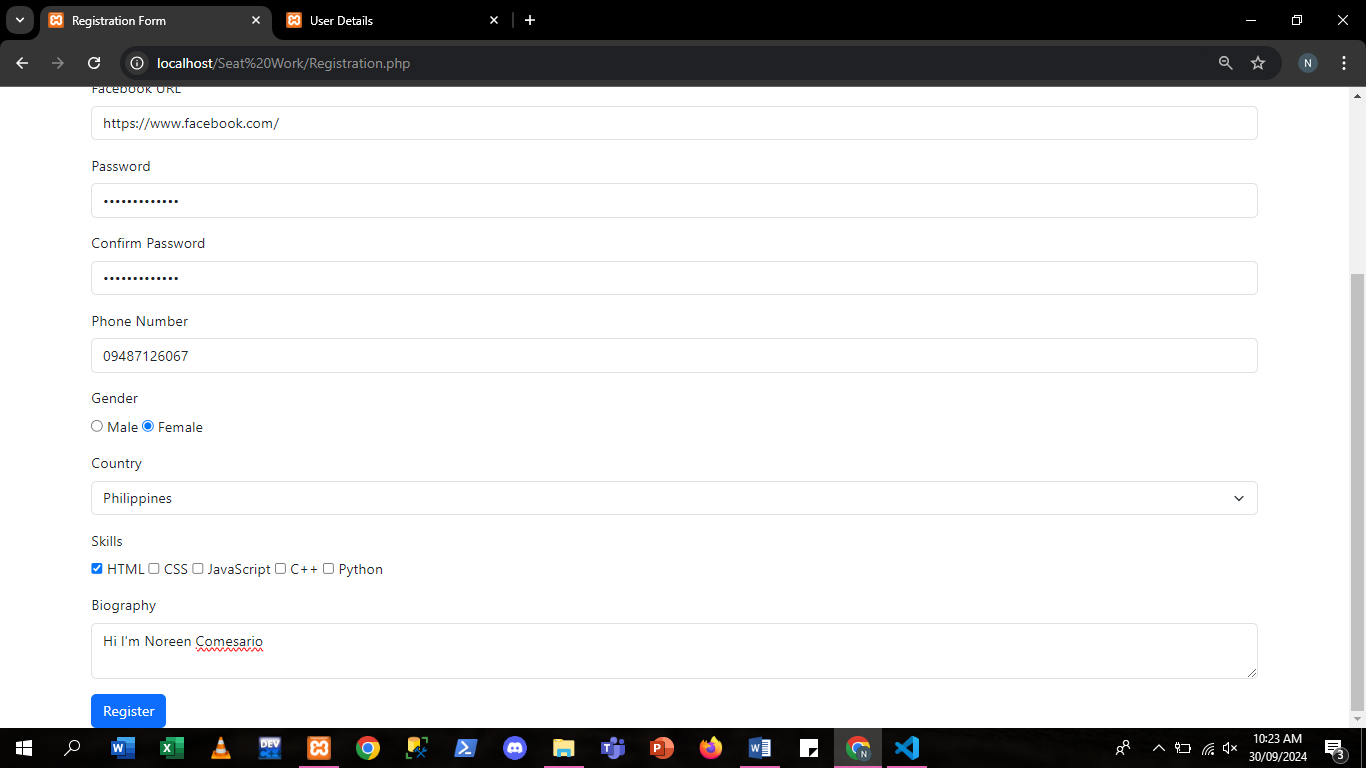 Registration Form
User Details
localhost/Seat%20Work/Registration.php
N
Facebook URL
https://www.facebook.com/
Password
•••••••••••••
Confirm Password
•••••••••••••
Phone Number
09487126067
Gender
Male Female
Country
Philippines
Skills
HTML CSS JavaScript C++ Python
Biography
Hi I'm Noreen Comesario
Register
DEV
N
10:23 AM
30/09/2024
3